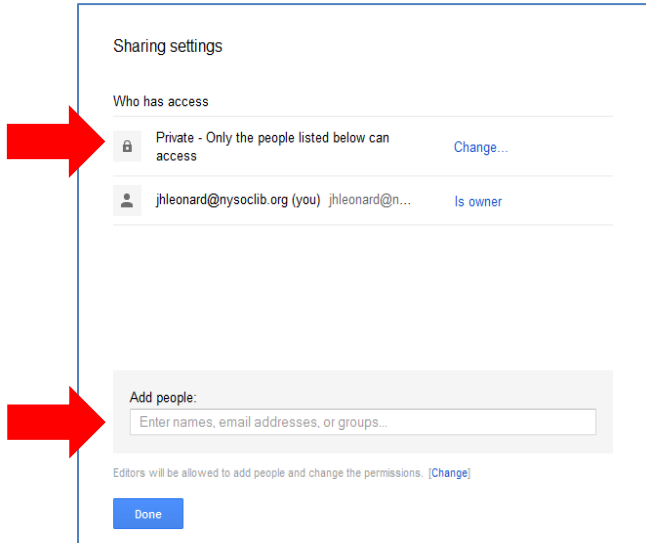 Sharing settings
Who has access
Private - Only the people listed below can
access
Change...
jhleonard@nysoclib.org (you) jhleonard@n...
Is owner
Add people:
Enter names, email addresses, or groups...
Editors will be allowed to add people and change the permissions. [Change]
Done